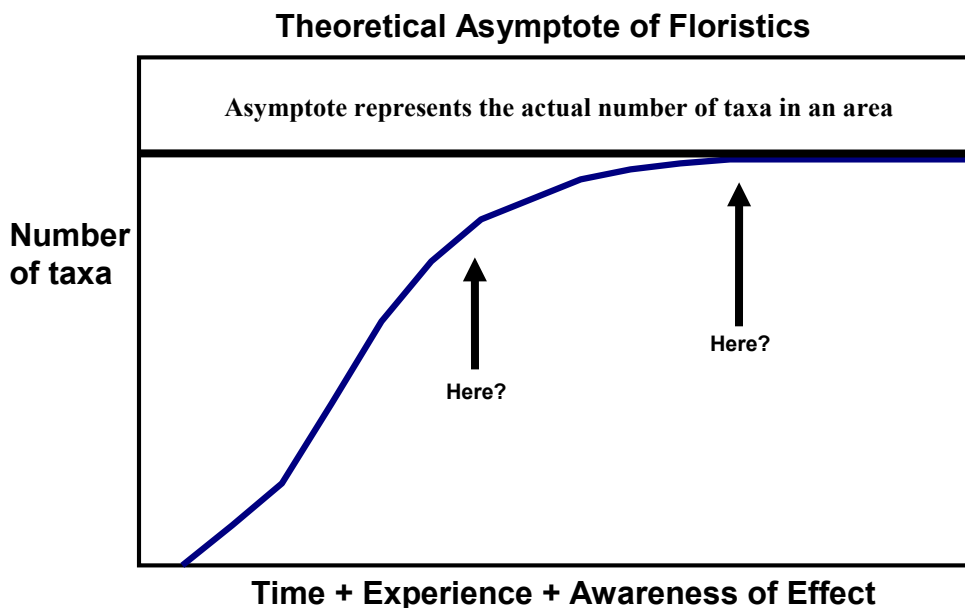 Theoretical Asymptote of Floristics
Asymptote represents the actual number of taxa in an area
Number
of taxa
Here?
Here?
Time + Experience + Awareness of Effect